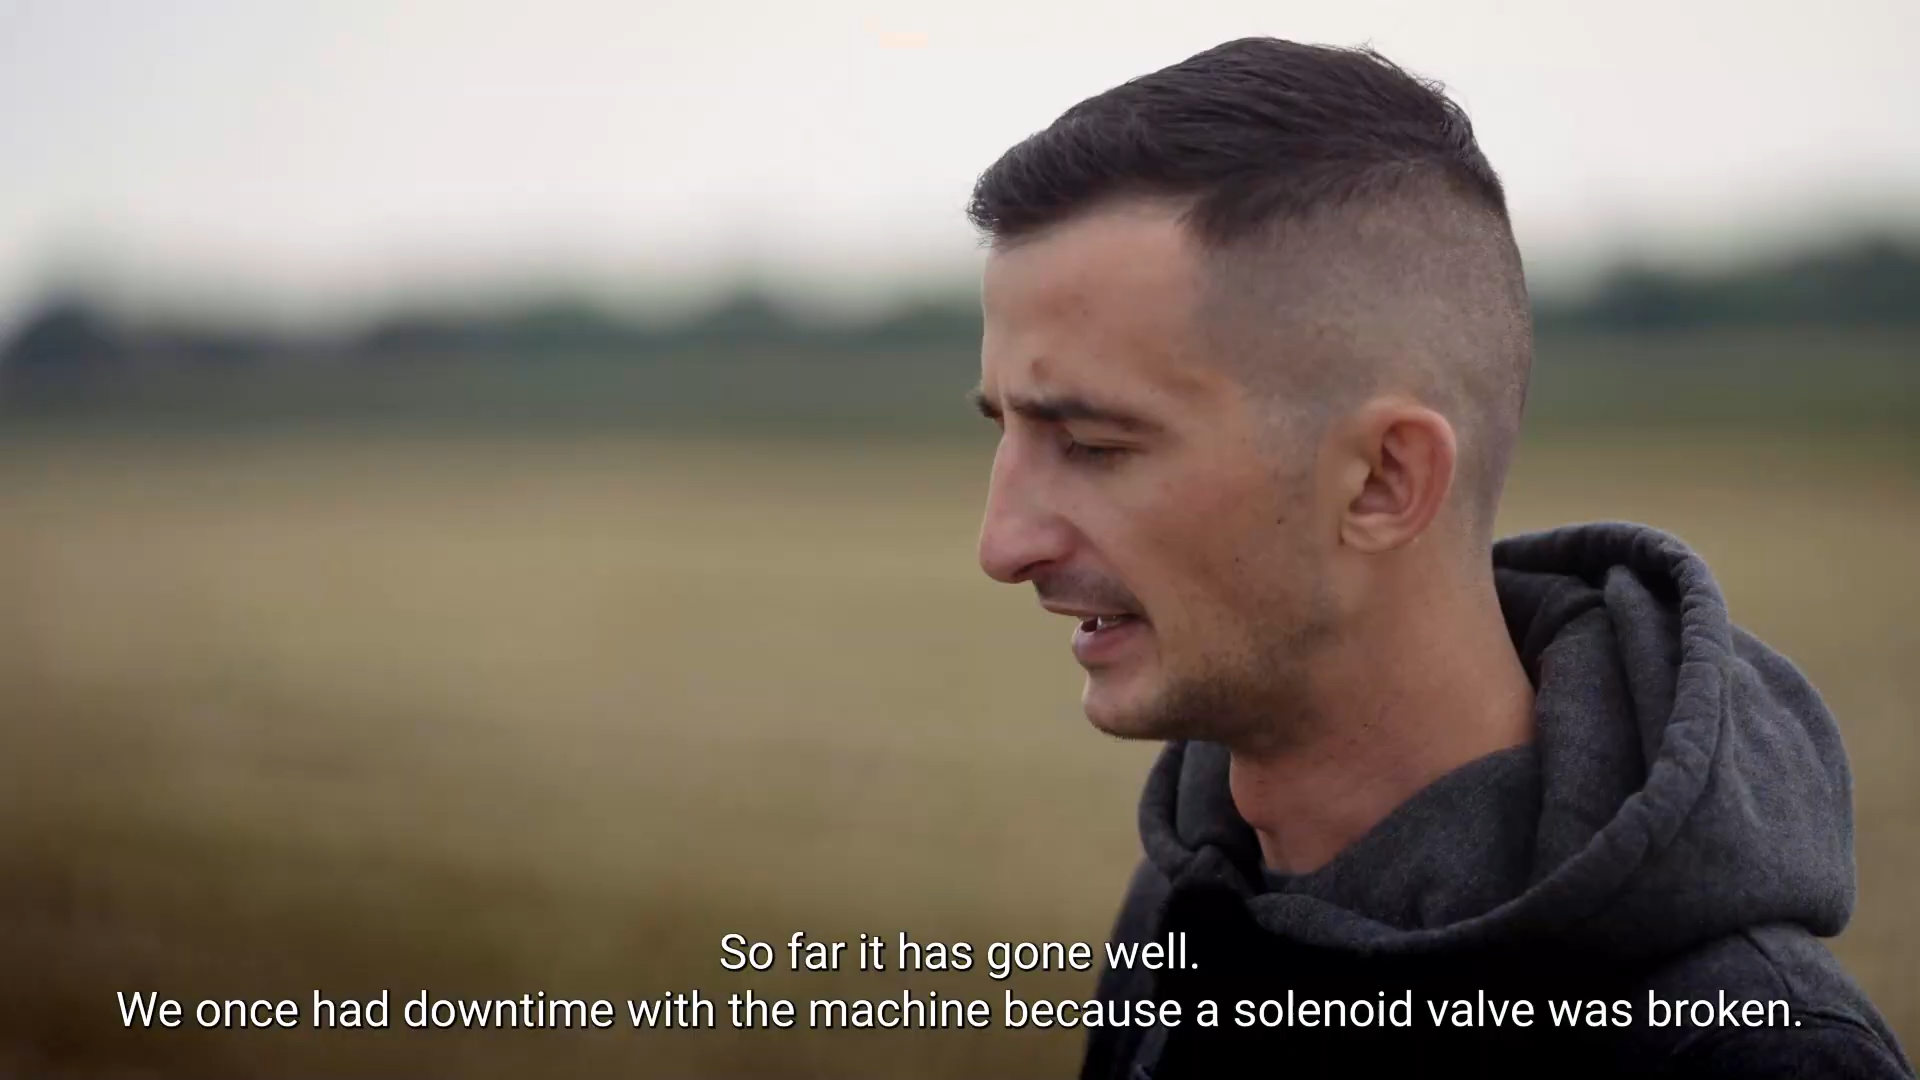 So far it has gone well.
We once had downtime with the machine because a solenoid valve was broken.